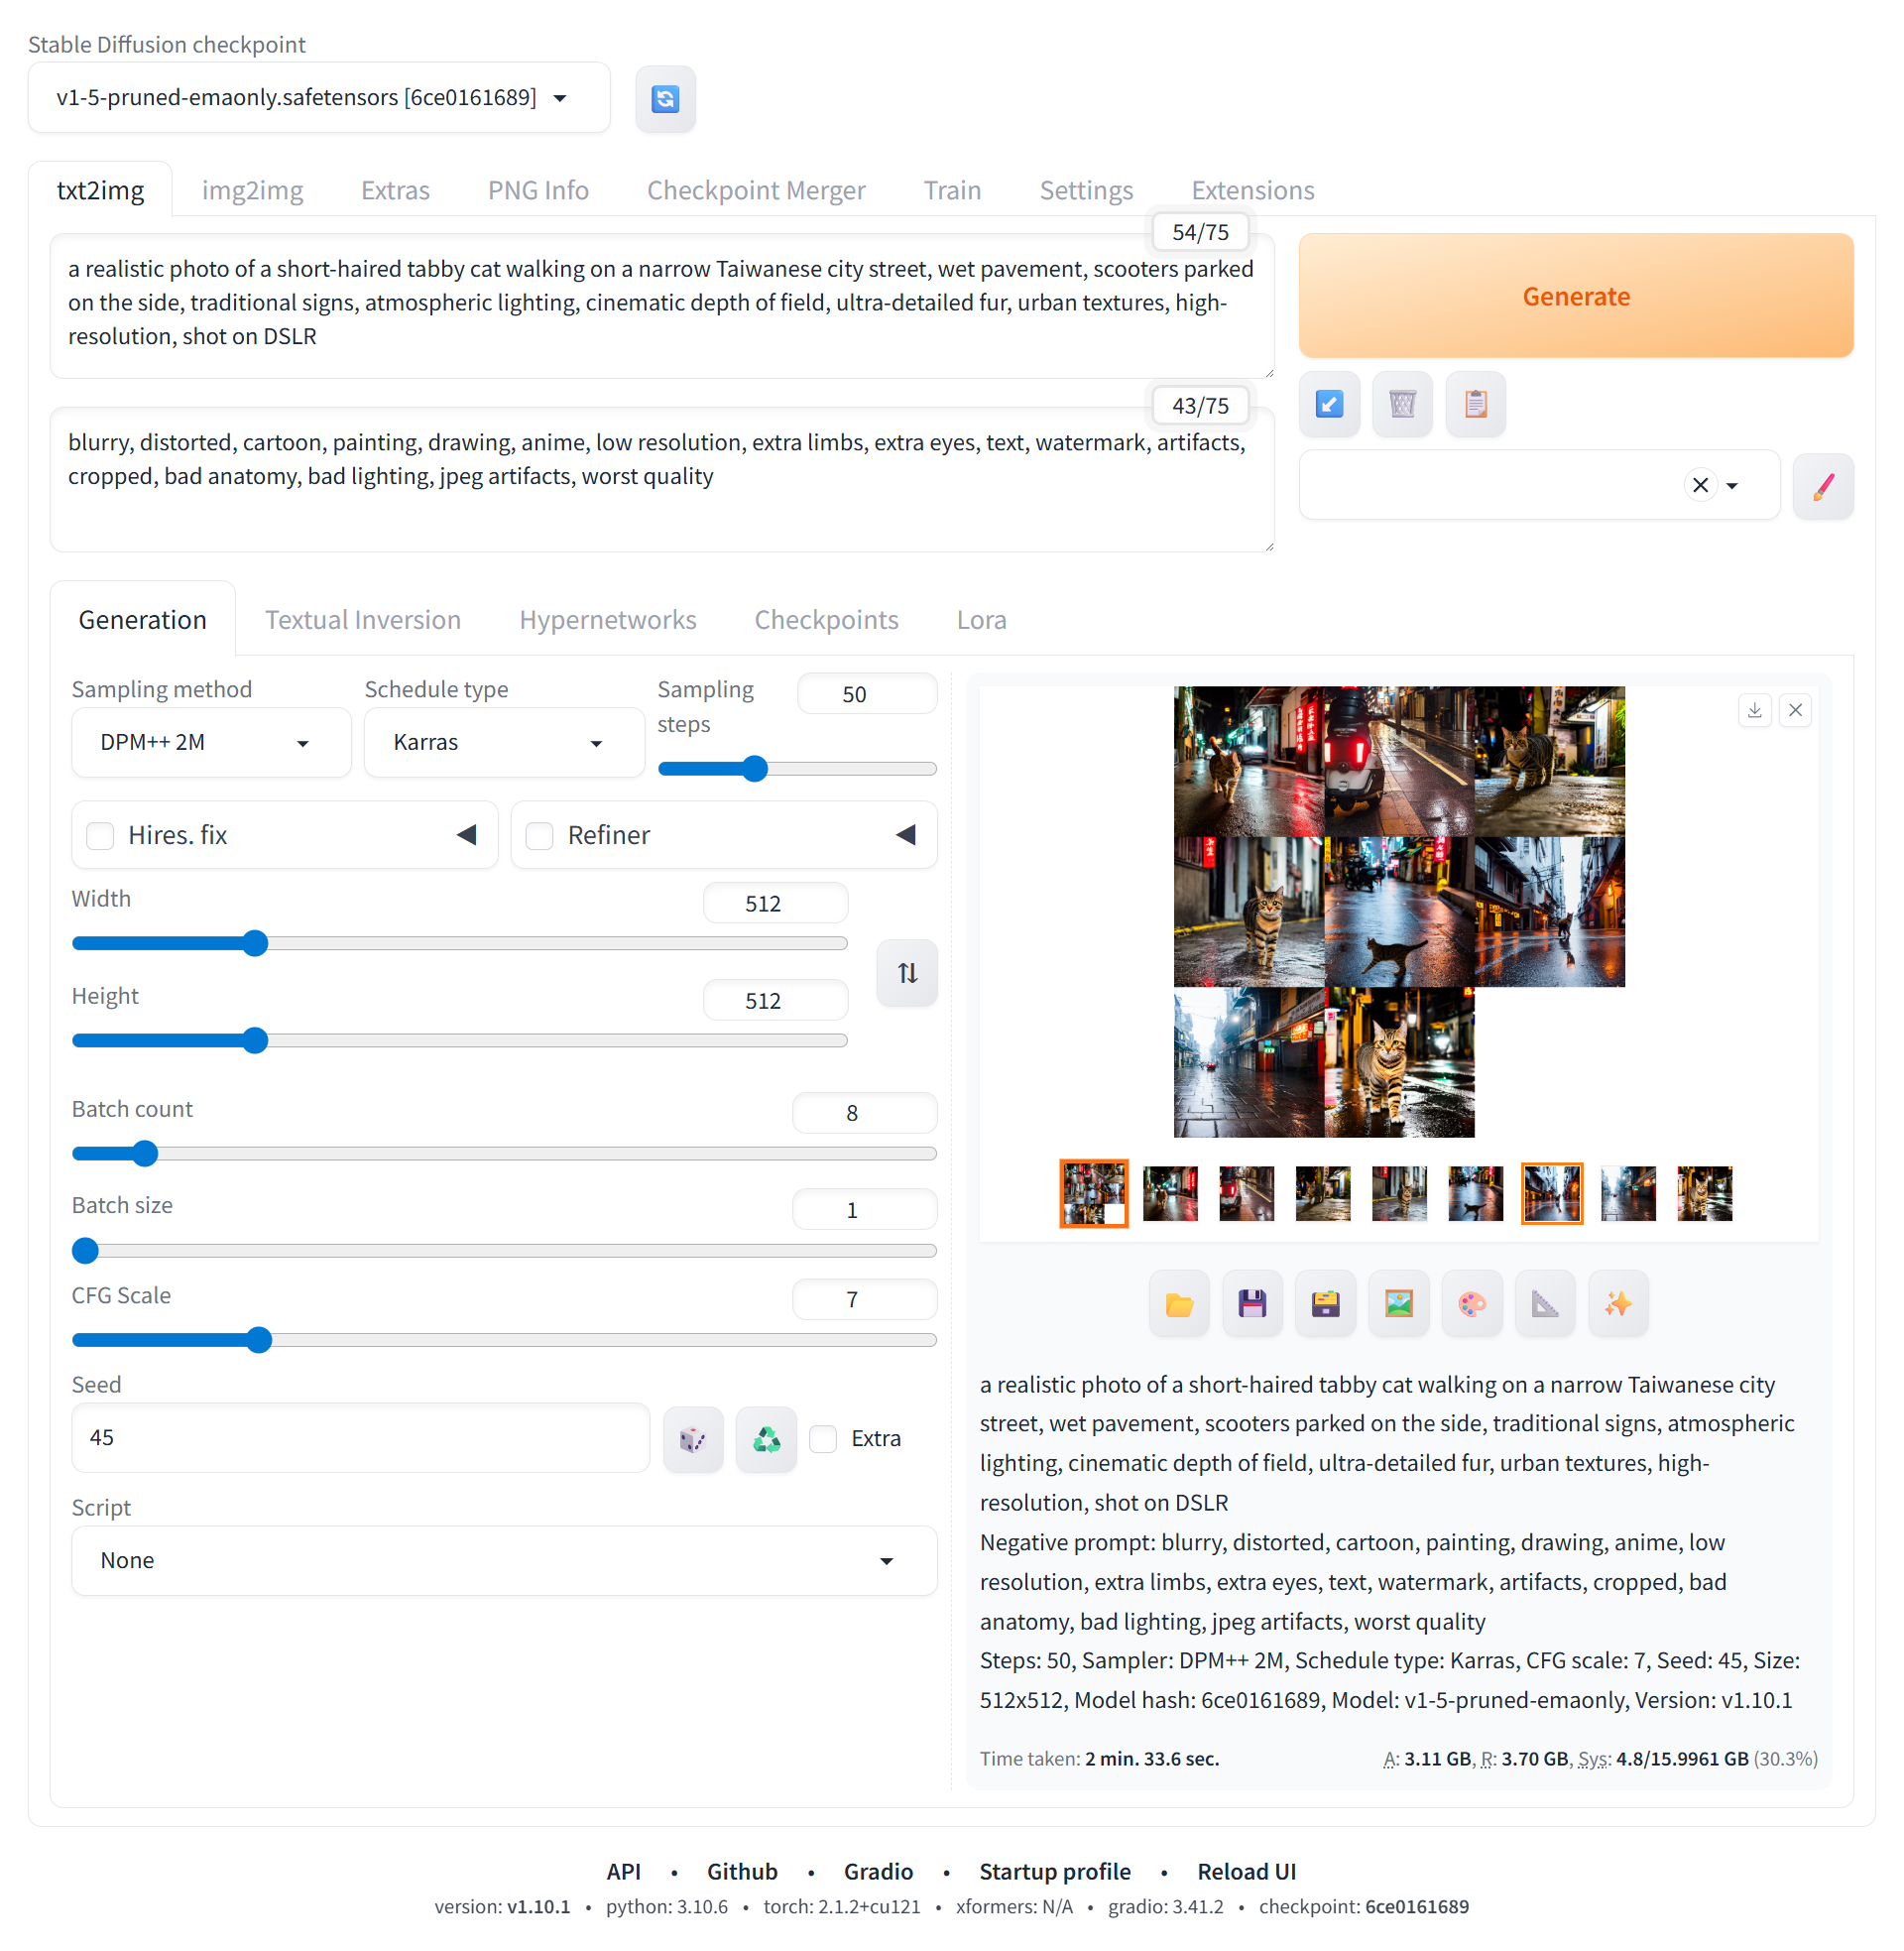 Stable Diffusion checkpoint
v1-5-pruned-emaonly.safetensors [6ce0161689]
txt2img
img2img
Extras
PNG Info
Checkpoint Merger
Train
Settings
Extensions
54/75
a realistic photo of a short-haired tabby cat walking on a narrow Taiwanese city street, wet pavement, scooters parked
on the side, traditional signs, atmospheric lighting, cinematic depth of field, ultra-detailed fur, urban textures, high-
resolution, shot on DSLR
Generate
43/75
blurry, distorted, cartoon, painting, drawing, anime, low resolution, extra limbs, extra eyes, text, watermark, artifacts,
cropped, bad anatomy, bad lighting, jpeg artifacts, worst quality
Generation
Textual Inversion
Hypernetworks
Checkpoints
Lora
Sampling method
DPM++ 2M
Schedule type
Karras
Sampling
steps
50
Hires. fix
Refiner
Width
512
Height
512
Batch count
8
Batch size
1
CFG Scale
7
Seed
45
Extra
Script
None
a realistic photo of a short-haired tabby cat walking on a narrow Taiwanese city
street, wet pavement, scooters parked on the side, traditional signs, atmospheric
lighting, cinematic depth of field, ultra-detailed fur, urban textures, high-
resolution, shot on DSLR
Negative prompt: blurry, distorted, cartoon, painting, drawing, anime, low
resolution, extra limbs, extra eyes, text, watermark, artifacts, cropped, bad
anatomy, bad lighting, jpeg artifacts, worst quality
Steps: 50, Sampler: DPM++ 2M, Schedule type: Karras, CFG scale: 7, Seed: 45, Size:
512x512, Model hash: 6ce0161689, Model: v1-5-pruned-emaonly, Version: v1.10.1
Time taken: 2 min. 33.6 sec.
A: 3.11 GB, R: 3.70 GB, Sys: 4.8/15.9961 GB (30.3%)
API • Github • Gradio • Startup profile • Reload UI
version: v1.10.1 • python: 3.10.6 • torch: 2.1.2+cu121 • xformers: N/A • gradio: 3.41.2 • checkpoint: 6ce0161689